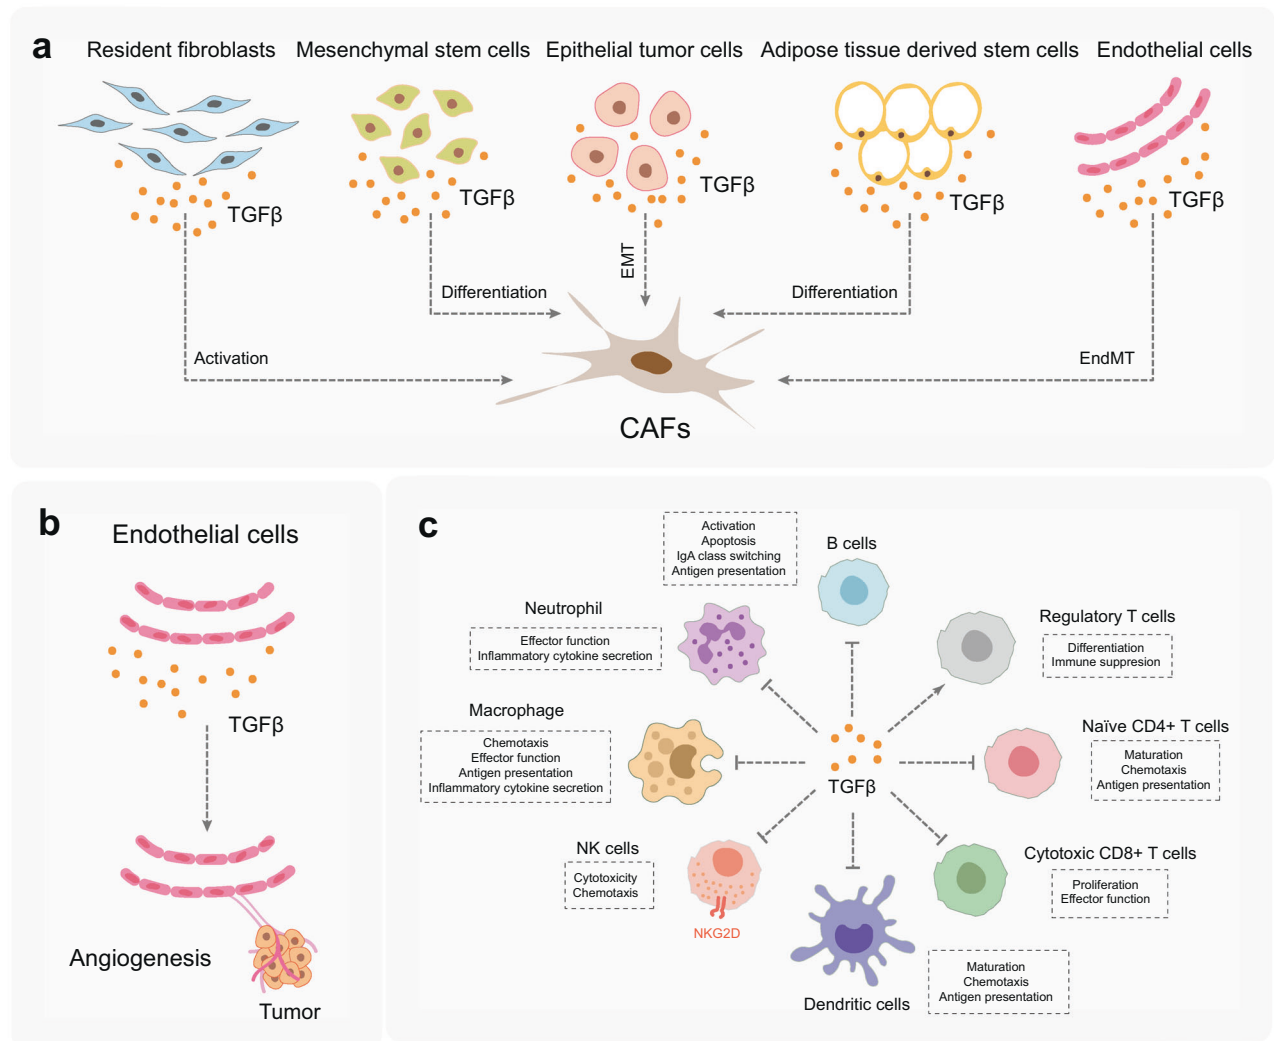 a
Resident fibroblasts
Mesenchymal stem cells
Epithelial tumor cells
Adipose tissue derived stem cells
Endothelial cells
TGFβ
TGFβ
TGFβ
TGFβ
TGFβ
EMT
Differentiation
Differentiation
Activation
EndMT
CAFs
b
Endothelial cells
TGFβ
Angiogenesis
Tumor
c
Activation
Apoptosis
IgA class switching
Antigen presentation
B cells
Neutrophil
Effector function
Inflammatory cytokine secretion
Regulatory T cells
Differentiation
Immune suppresion
Macrophage
Chemotaxis
Effector function
Antigen presentation
Inflammatory cytokine secretion
TGFβ
Naïve CD4+ T cells
Maturation
Chemotaxis
Antigen presentation
NK cells
Cytotoxicity
Chemotaxis
NKG2D
Cytotoxic CD8+ T cells
Proliferation
Effector function
Dendritic cells
Maturation
Chemotaxis
Antigen presentation